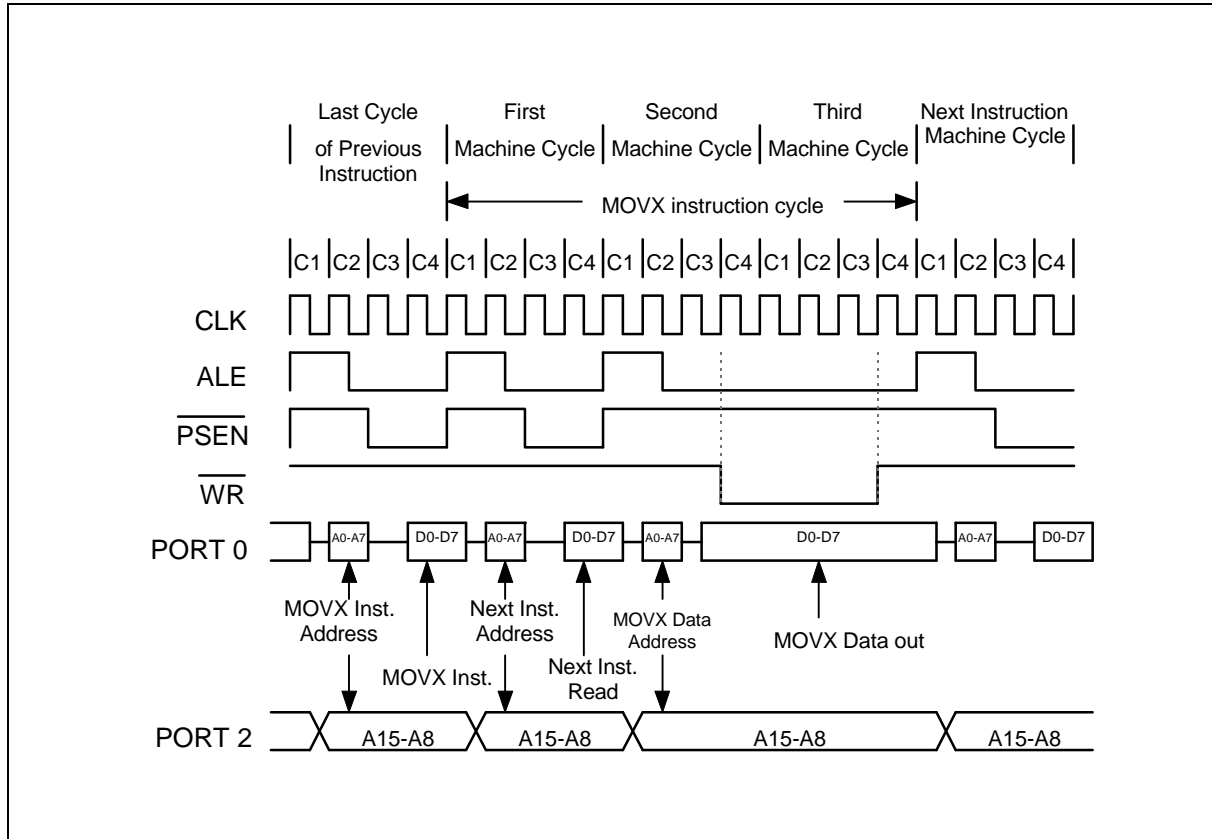 Last Cycle
of Previous
Instruction
First
Machine Cycle
Second
Machine Cycle
Third
Machine Cycle
Next Instruction
Machine Cycle
MOVX instruction cycle
C1 C2 C3 C4 C1 C2 C3 C4 C1 C2 C3 C4 C1 C2 C3 C4 C1 C2 C3 C4
CLK
ALE
PSEN
WR
PORT 0
A0-A7 D0-D7 A0-A7 D0-D7 A0-A7 D0-D7 A0-A7 D0-D7
MOVX Inst.
Address
MOVX Inst.
Next Inst.
Address
Next Inst.
Read
MOVX Data
Address
MOVX Data out
PORT 2
A15-A8 A15-A8 A15-A8 A15-A8